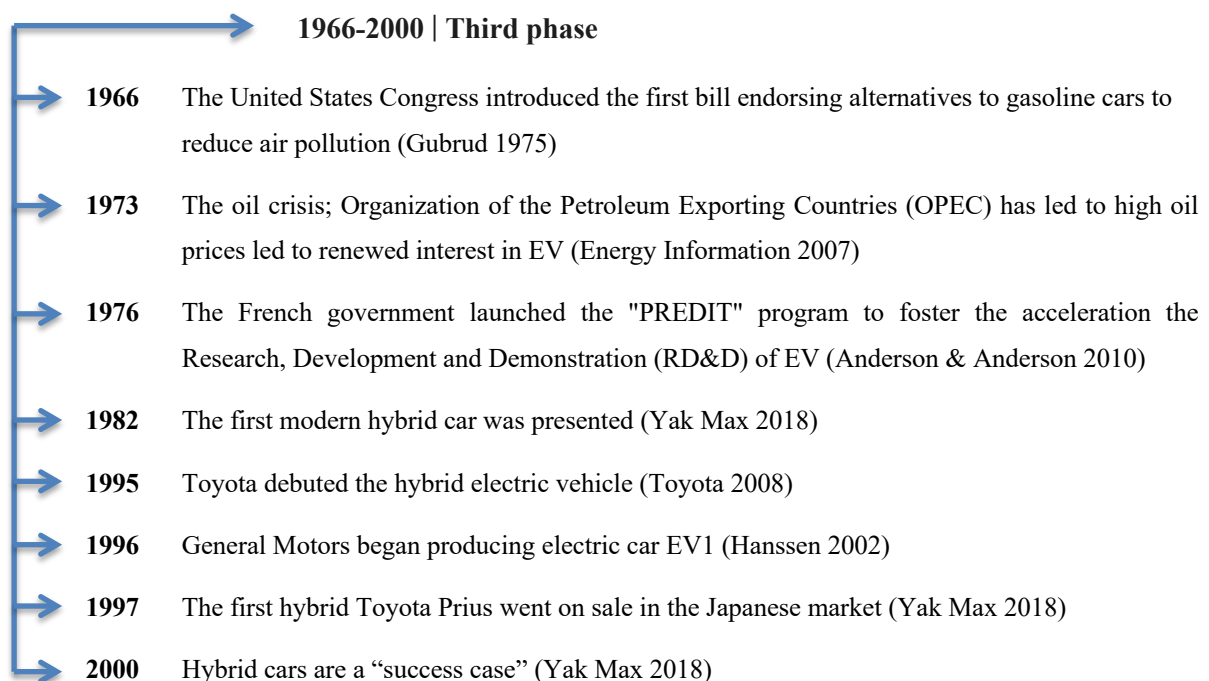 1966-2000 | Third phase
1966 The United States Congress introduced the first bill endorsing alternatives to gasoline cars to
reduce air pollution (Gubrud 1975)
1973 The oil crisis; Organization of the Petroleum Exporting Countries (OPEC) has led to high oil
prices led to renewed interest in EV (Energy Information 2007)
1976 The French government launched the "PREDIT" program to foster the acceleration the
Research, Development and Demonstration (RD&D) of EV (Anderson & Anderson 2010)
1982 The first modern hybrid car was presented (Yak Max 2018)
1995 Toyota debuted the hybrid electric vehicle (Toyota 2008)
1996 General Motors began producing electric car EV1 (Hanssen 2002)
1997 The first hybrid Toyota Prius went on sale in the Japanese market (Yak Max 2018)
2000 Hybrid cars are a “success case” (Yak Max 2018)